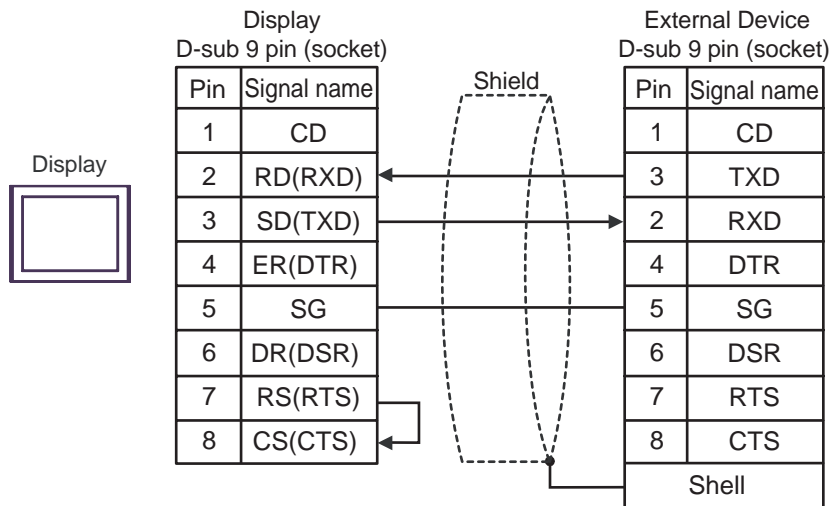 Display
D-sub 9 pin (socket)
External Device
D-sub 9 pin (socket)
Display
Shield
Pin Signal name
1 CD
2 RD(RXD)
3 SD(TXD)
4 ER(DTR)
5 SG
6 DR(DSR)
7 RS(RTS)
8 CS(CTS)
Pin Signal name
1 CD
3 TXD
2 RXD
4 DTR
5 SG
6 DSR
7 RTS
8 CTS
Shell